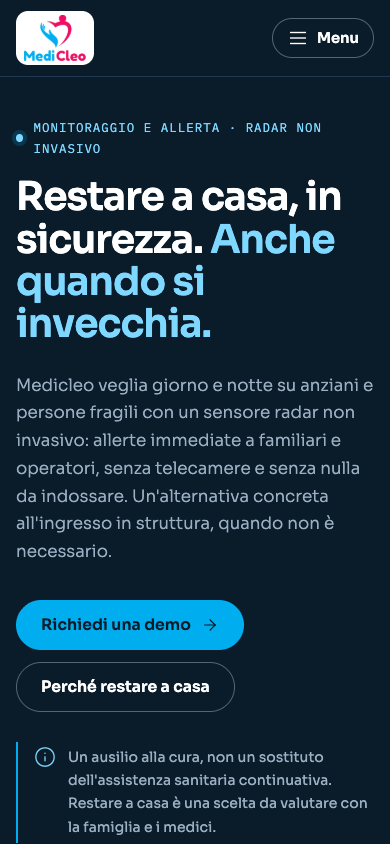 MediCleo
Menu
MONITORAGGIO E ALLERTA · RADAR NON
INVASIVO
Restare a casa, in
sicurezza. Anche
quando si
invecchia.
Medicleo veglia giorno e notte su anziani e
persone fragili con un sensore radar non
invasivo: allerte immediate a familiari e
operatori, senza telecamere e senza nulla
da indossare. Un'alternativa concreta
all'ingresso in struttura, quando non è
necessario.
Richiedi una demo
Perché restare a casa
Un ausilio alla cura, non un sostituto
dell'assistenza sanitaria continuativa.
Restare a casa è una scelta da valutare con
la famiglia e i medici.